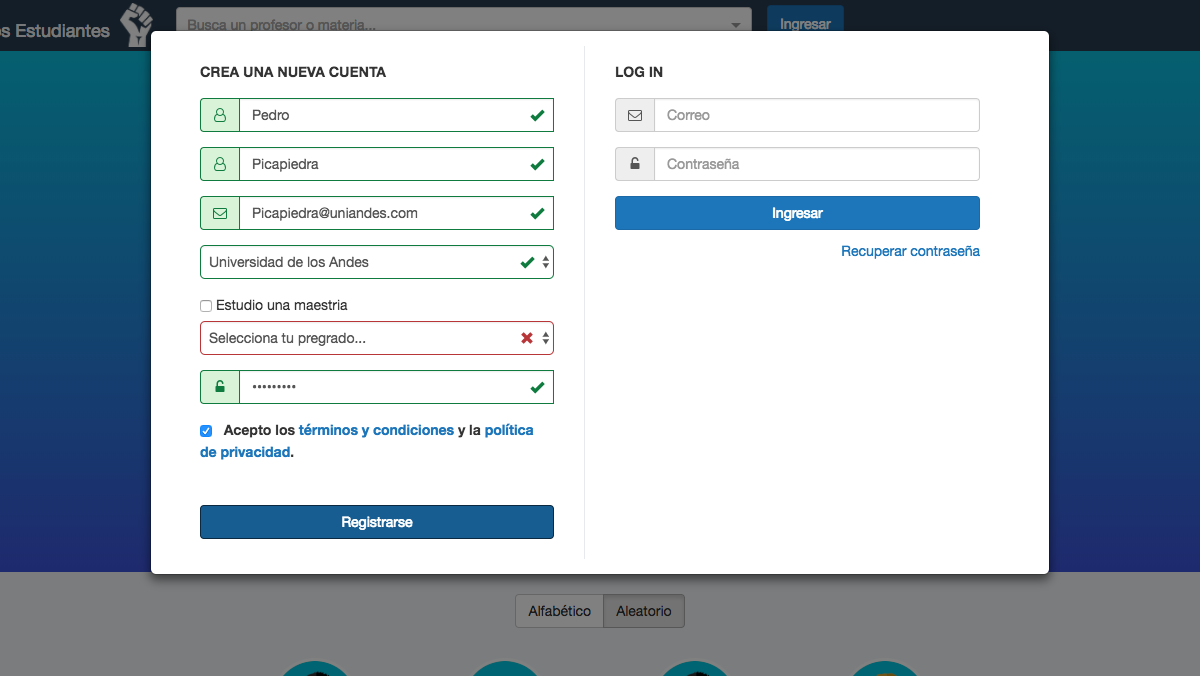 s Estudiantes
Busca un profesor o materia...
Ingresar
CREA UNA NUEVA CUENTA
Pedro
Picapiedra
Picapiedra@uniandes.com
Universidad de los Andes
Estudio una maestria
Selecciona tu pregrado...
•••••••••
Acepto los términos y condiciones y la política
de privacidad.
Registrarse
LOG IN
Correo
Contraseña
Ingresar
Recuperar contraseña
Alfabético
Aleatorio